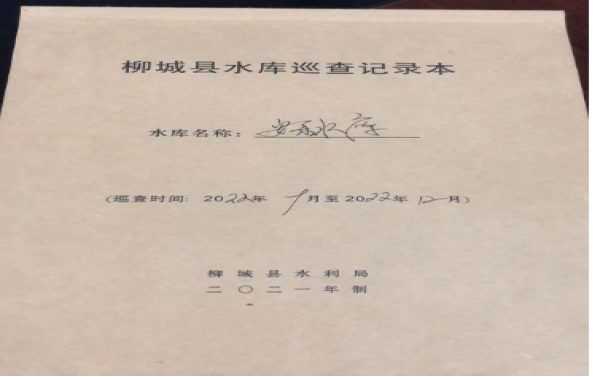 柳城县水库巡查记录本
水库名称：水库
(巡查时间: 2022年 月至2022年12月)
柳城县水利局
二〇二一年制